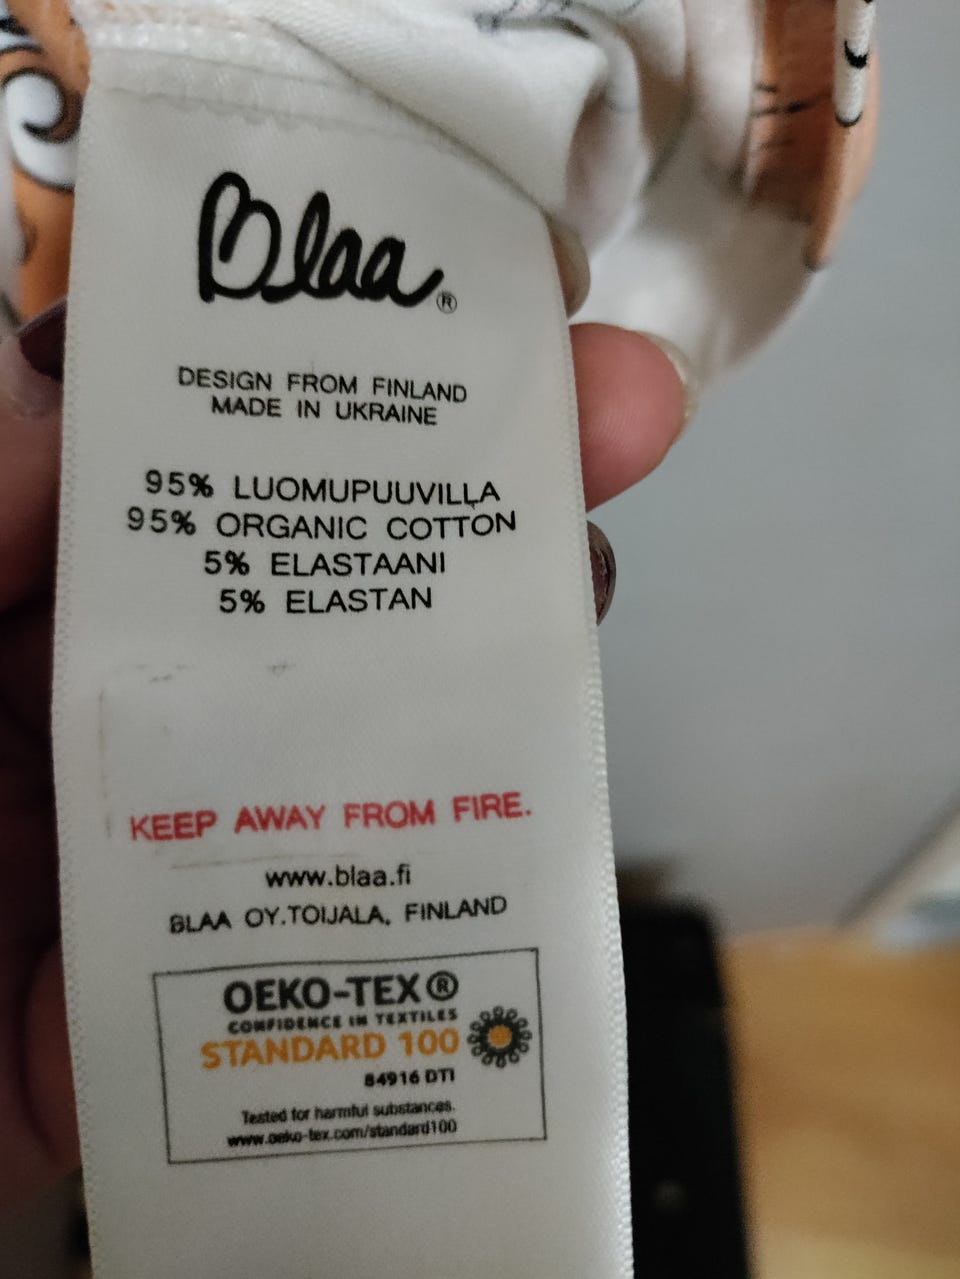 Blaa®
DESIGN FROM FINLAND
MADE IN UKRAINE
95% LUOMUPUUVILLA
95% ORGANIC COTTON
5% ELASTAANI
5% ELASTAN
KEEP AWAY FROM FIRE.
www.blaa.fi
BLAA OY.TOIJALA, FINLAND
OEKO-TEX®
CONFIDENCE IN TEXTILES
STANDARD 100
84916 DTI
Tested for harmful substances.
www.oeko-tex.com/standard100